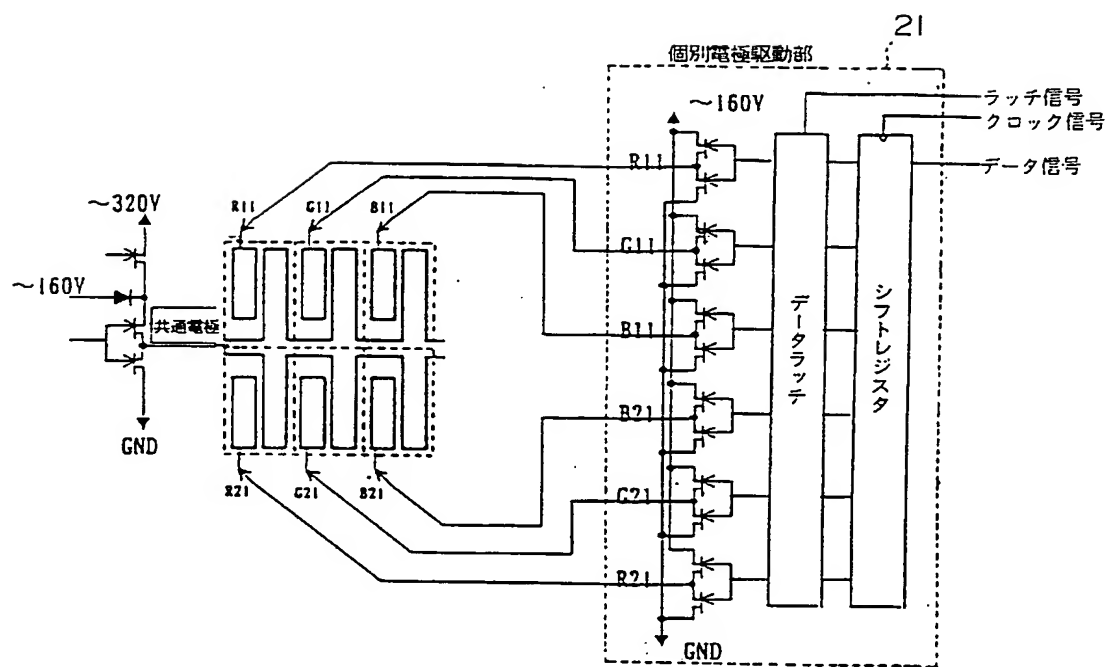 21
個別電極駆動部
~160V
ラッチ信号
クロック信号
データ信号
R11
G11
B11
B21
G21
R21
データラッチ
シフトレジスタ
GND
~320V
~160V
共通電極
GND
R11
G11
B11
R21
G21
B21